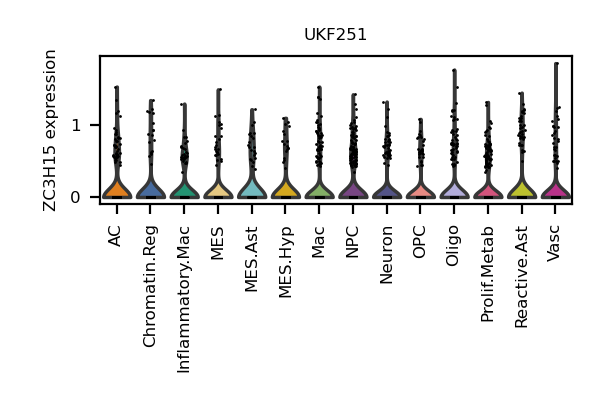 UKF251
ZC3H15 expression
1
0
AC
Chromatin.Reg
Inflammatory.Mac
MES
MES.Ast
MES.Hyp
Mac
NPC
Neuron
OPC
Oligo
Prolif.Metab
Reactive.Ast
Vasc